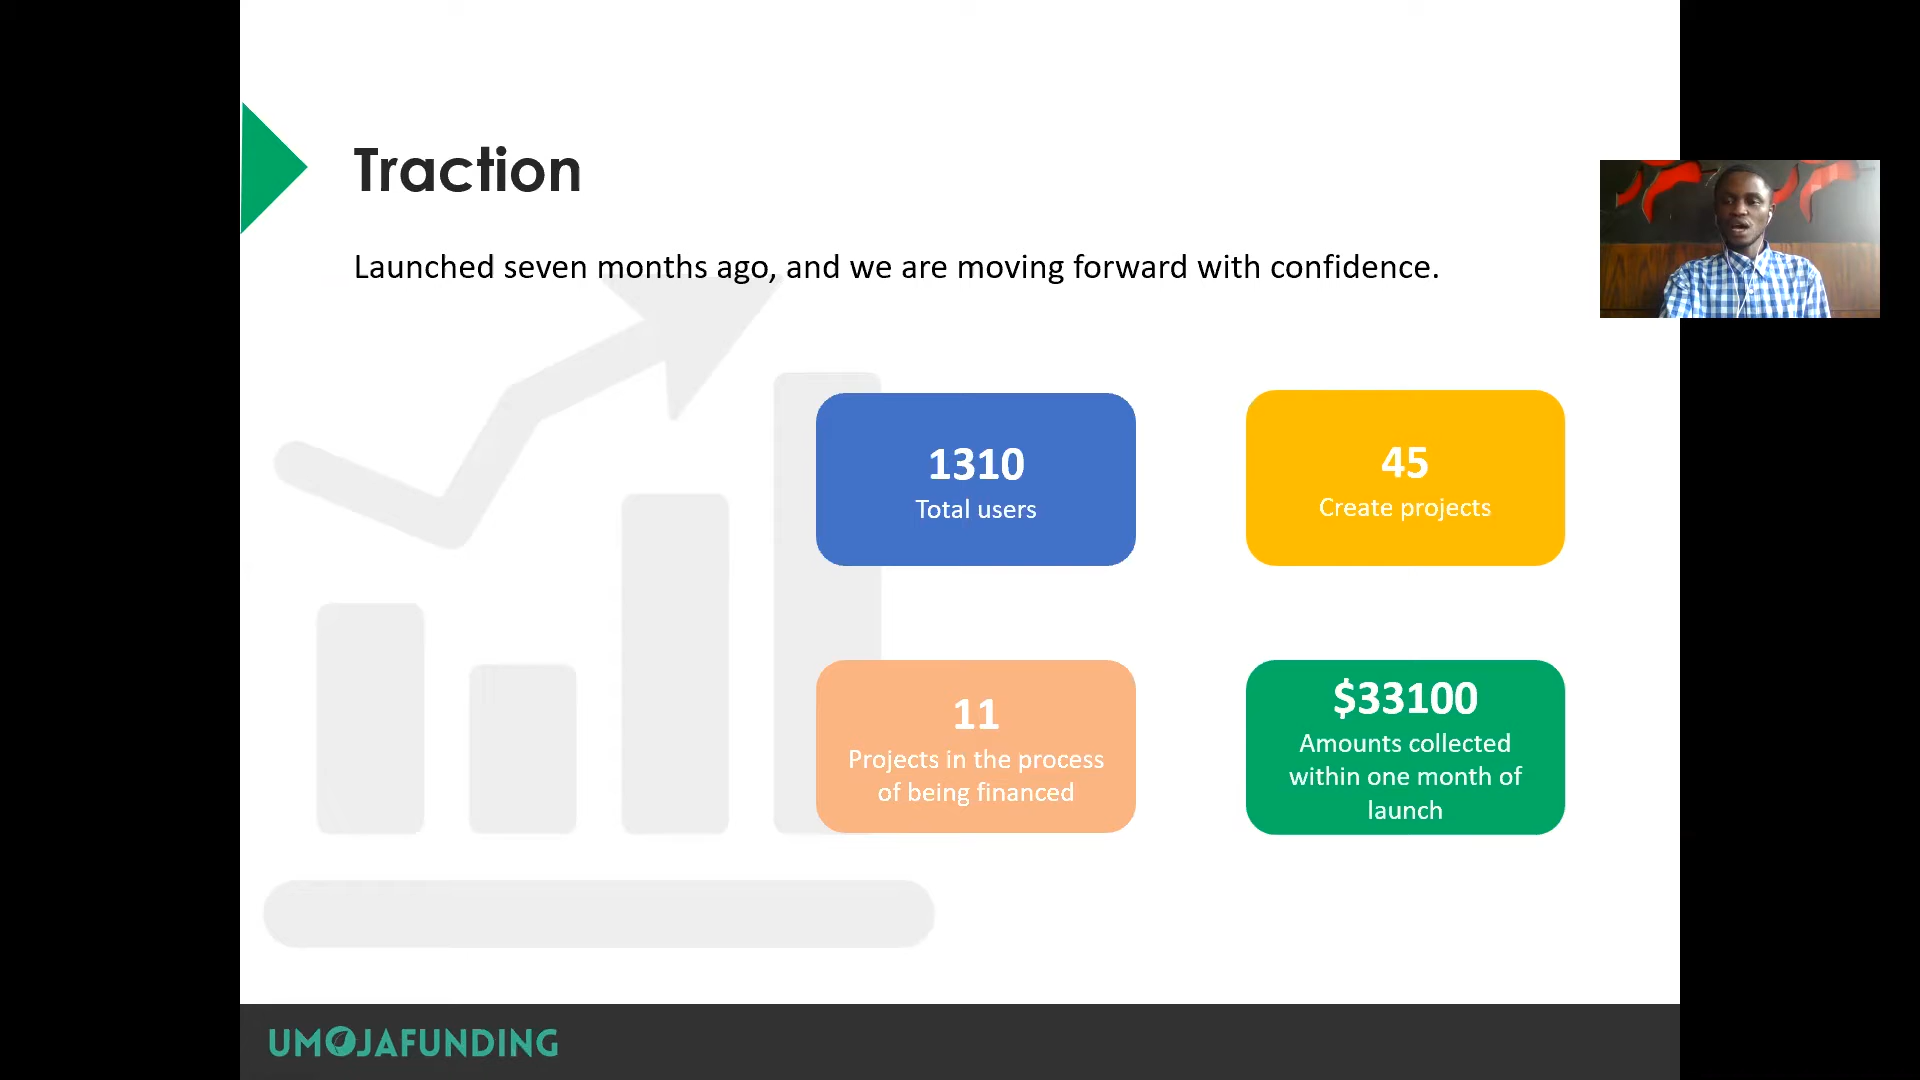 Traction
Launched seven months ago, and we are moving forward with confidence.
1310
Total users
45
Create projects
11
Projects in the process
of being financed
$33100
Amounts collected
within one month of
launch
UMOJAFUNDING